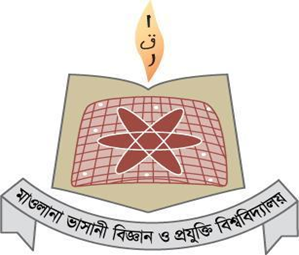 ا
ق
ر
মাওলানা ভাসানী বিজ্ঞান ও প্রযুক্তি বিশ্ববিদ্যালয়